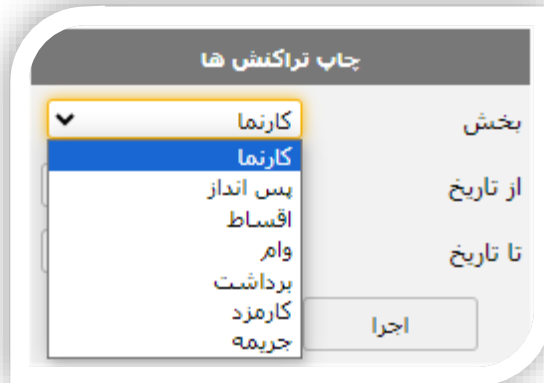 چاپ تراکنش ها
بخش
کارنما
کارنما
پس انداز
اقساط
وام
برداشت
کارمزد
جریمه
از تاریخ
تا تاریخ
اجرا